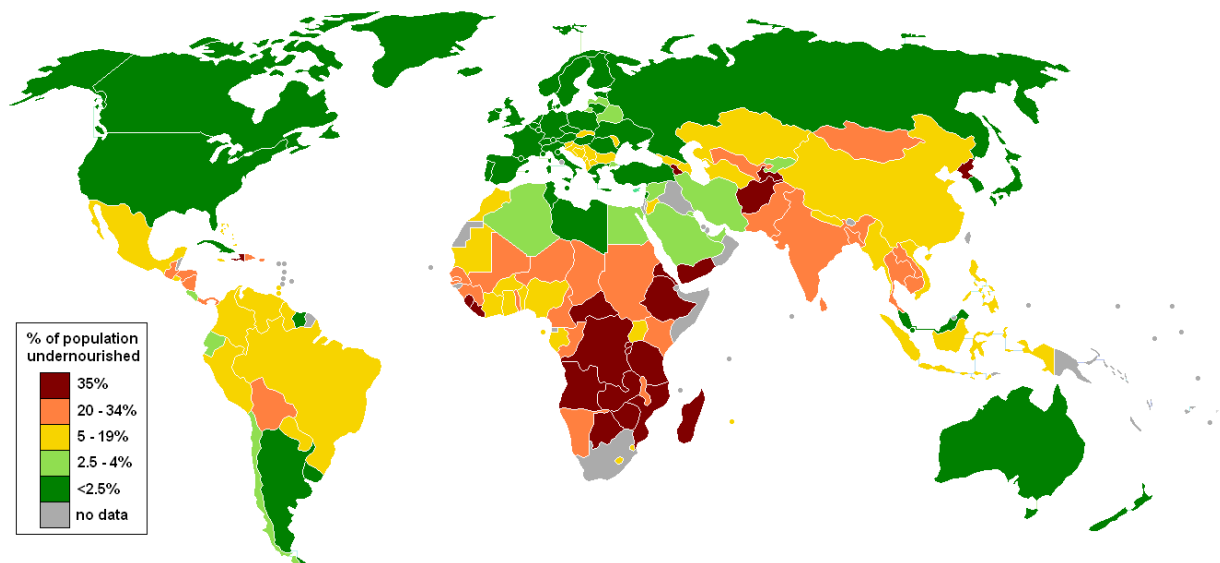 % of population
undernourished
35%
20 - 34%
5 - 19%
2.5 - 4%
<2.5%
no data